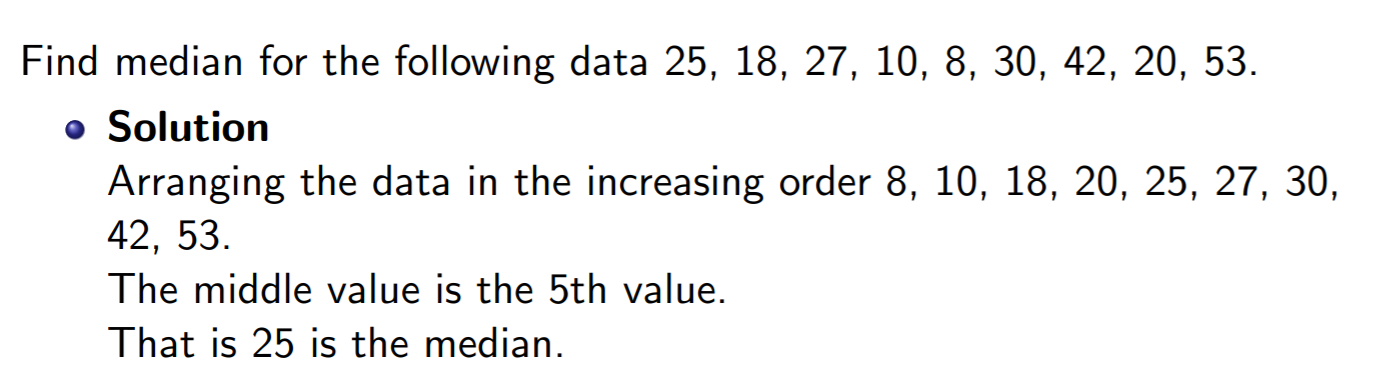 Find median for the following data 25, 18, 27, 10, 8, 30, 42, 20, 53.
Solution
Arranging the data in the increasing order 8, 10, 18, 20, 25, 27, 30,
42, 53.
The middle value is the 5th value.
That is 25 is the median.